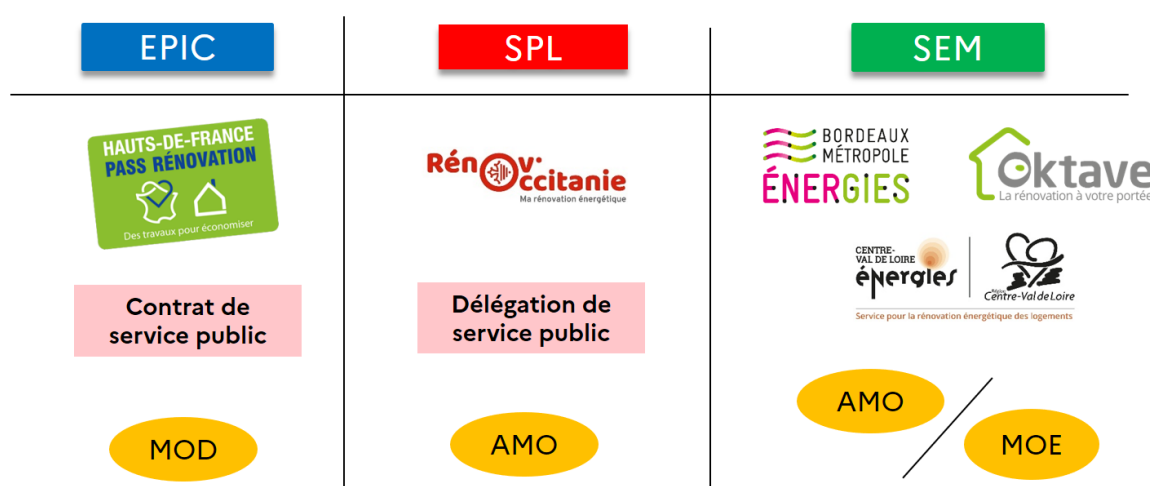 EPIC
SPL
SEM
HAUTS-DE-FRANCE
PASS RÉNOVATION
Des travaux pour économiser
Rénov'Occitanie
Ma rénovation énergétique
BORDEAUX
MÉTROPOLE
ÉNERGIES
Oktave
La rénovation à votre portée
CENTRE-
VAL DE LOIRE
énergies
Région
Centre-Val de Loire
Service pour la rénovation énergétique des logements
Contrat de
service public
Délégation de
service public
MOD
AMO
AMO
MOE